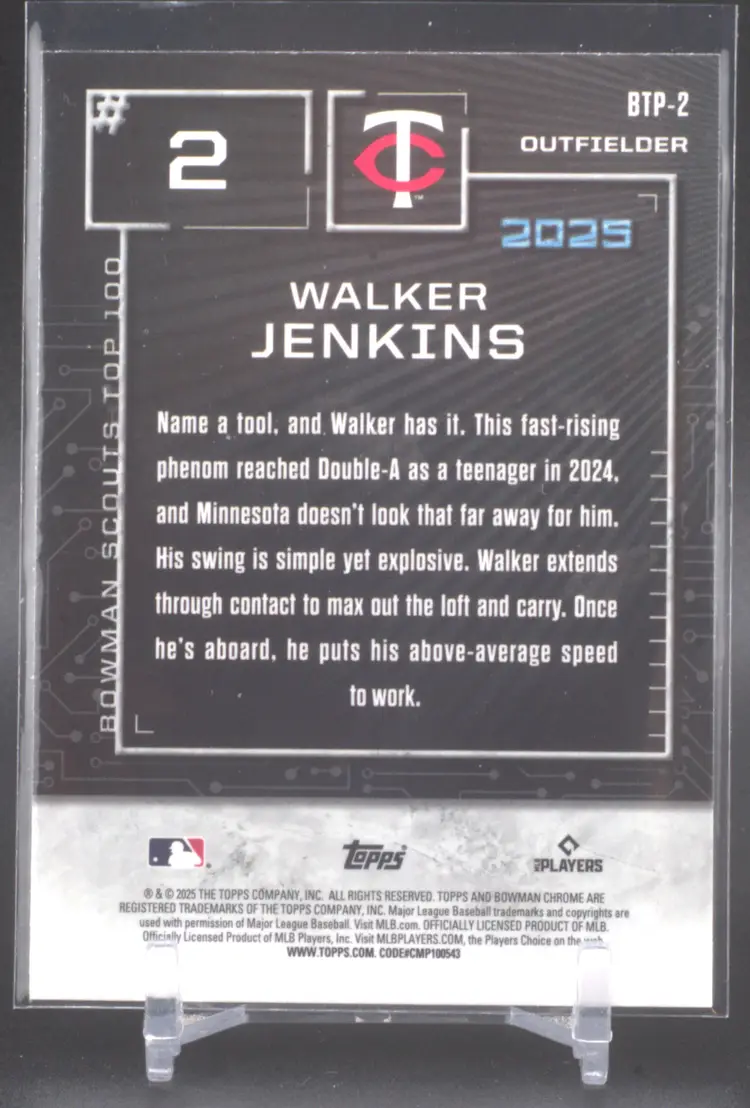 #
2
TC
™
BTP-2
OUTFIELDER
2025
BOWMAN SCOUTS TOP 100
WALKER
JENKINS
Name a tool, and Walker has it. This fast-rising
phenom reached Double-A as a teenager in 2024,
and Minnesota doesn't look that far away for him.
His swing is simple yet explosive. Walker extends
through contact to max out the loft and carry. Once
he's aboard, he puts his above-average speed
to work.
Topps
MLB PLAYERS
® & © 2025 THE TOPPS COMPANY, INC. ALL RIGHTS RESERVED. TOPPS AND BOWMAN CHROME ARE
REGISTERED TRADEMARKS OF THE TOPPS COMPANY, INC. Major League Baseball trademarks and copyrights are
used with permission of Major League Baseball. Visit MLB.com. OFFICIALLY LICENSED PRODUCT OF MLB.
Officially Licensed Product of MLB Players, Inc. Visit MLBPLAYERS.COM, the Players Choice on the web.
WWW.TOPPS.COM. CODE#CMP100543